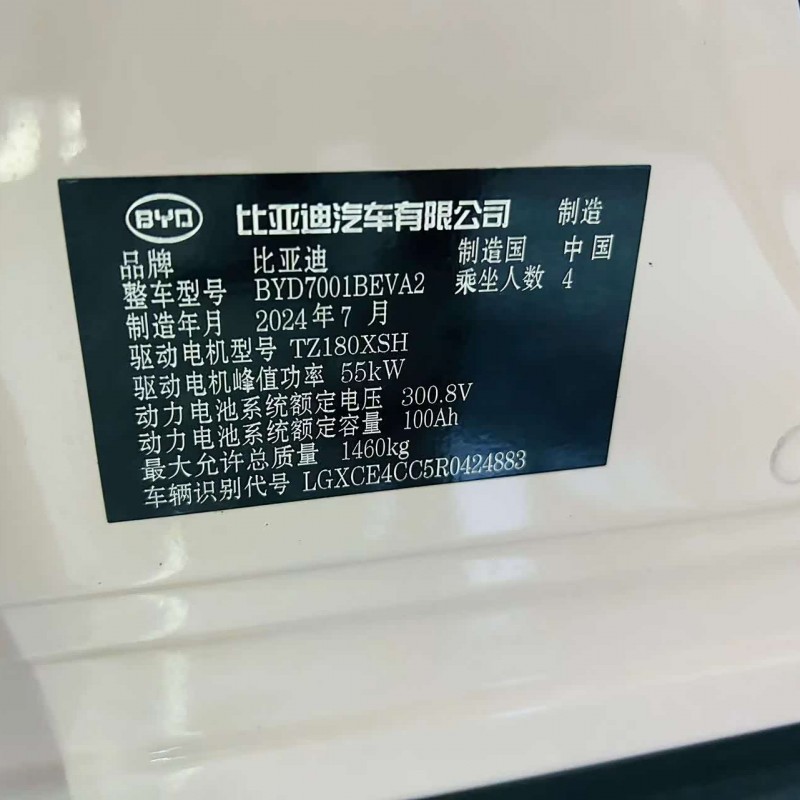 BYD 比亚迪汽车有限公司 制造
品牌 比亚迪 制造国 中国
整车型号 BYD7001BEVA2 乘坐人数 4
制造年月 2024年7月
驱动电机型号 TZ180XSH
驱动电机峰值功率 55kW
动力电池系统额定电压 300.8V
动力电池系统额定容量 100Ah
最大允许总质量 1460kg
车辆识别代号 LGXCE4CC5R0424883